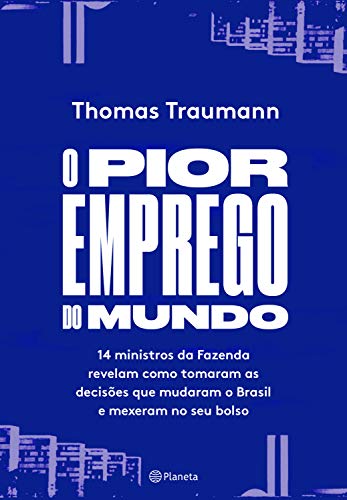 Thomas Traumann
O PIOR
EMPREGO
DO MUNDO
14 ministros da Fazenda
revelam como tomaram as
decisões que mudaram o Brasil
e mexeram no seu bolso
Planeta